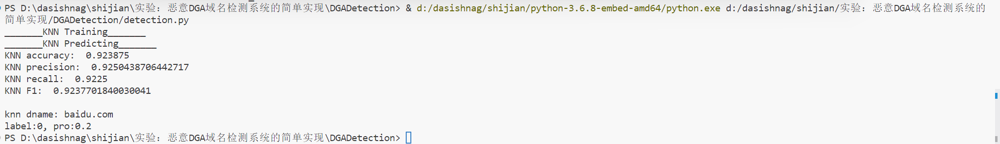 PS D:\dasishnag\shijian\实验：恶意DGA域名检测系统的简单实现\DGADetection> & d:/dasishnag/shijian/python-3.6.8-embed-amd64/python.exe d:/dasishnag/shijian/实验：恶意DGA域名检测系统的
简单实现/DGADetection/detection.py
_______KNN Training_______
_______KNN Predicting_______
KNN accuracy:  0.923875
KNN precision:  0.9250438706442717
KNN recall:  0.9225
KNN F1:  0.9237701840030041
knn dname: baidu.com
label:0, pro:0.2
PS D:\dasishnag\shijian\实验：恶意DGA域名检测系统的简单实现\DGADetection>